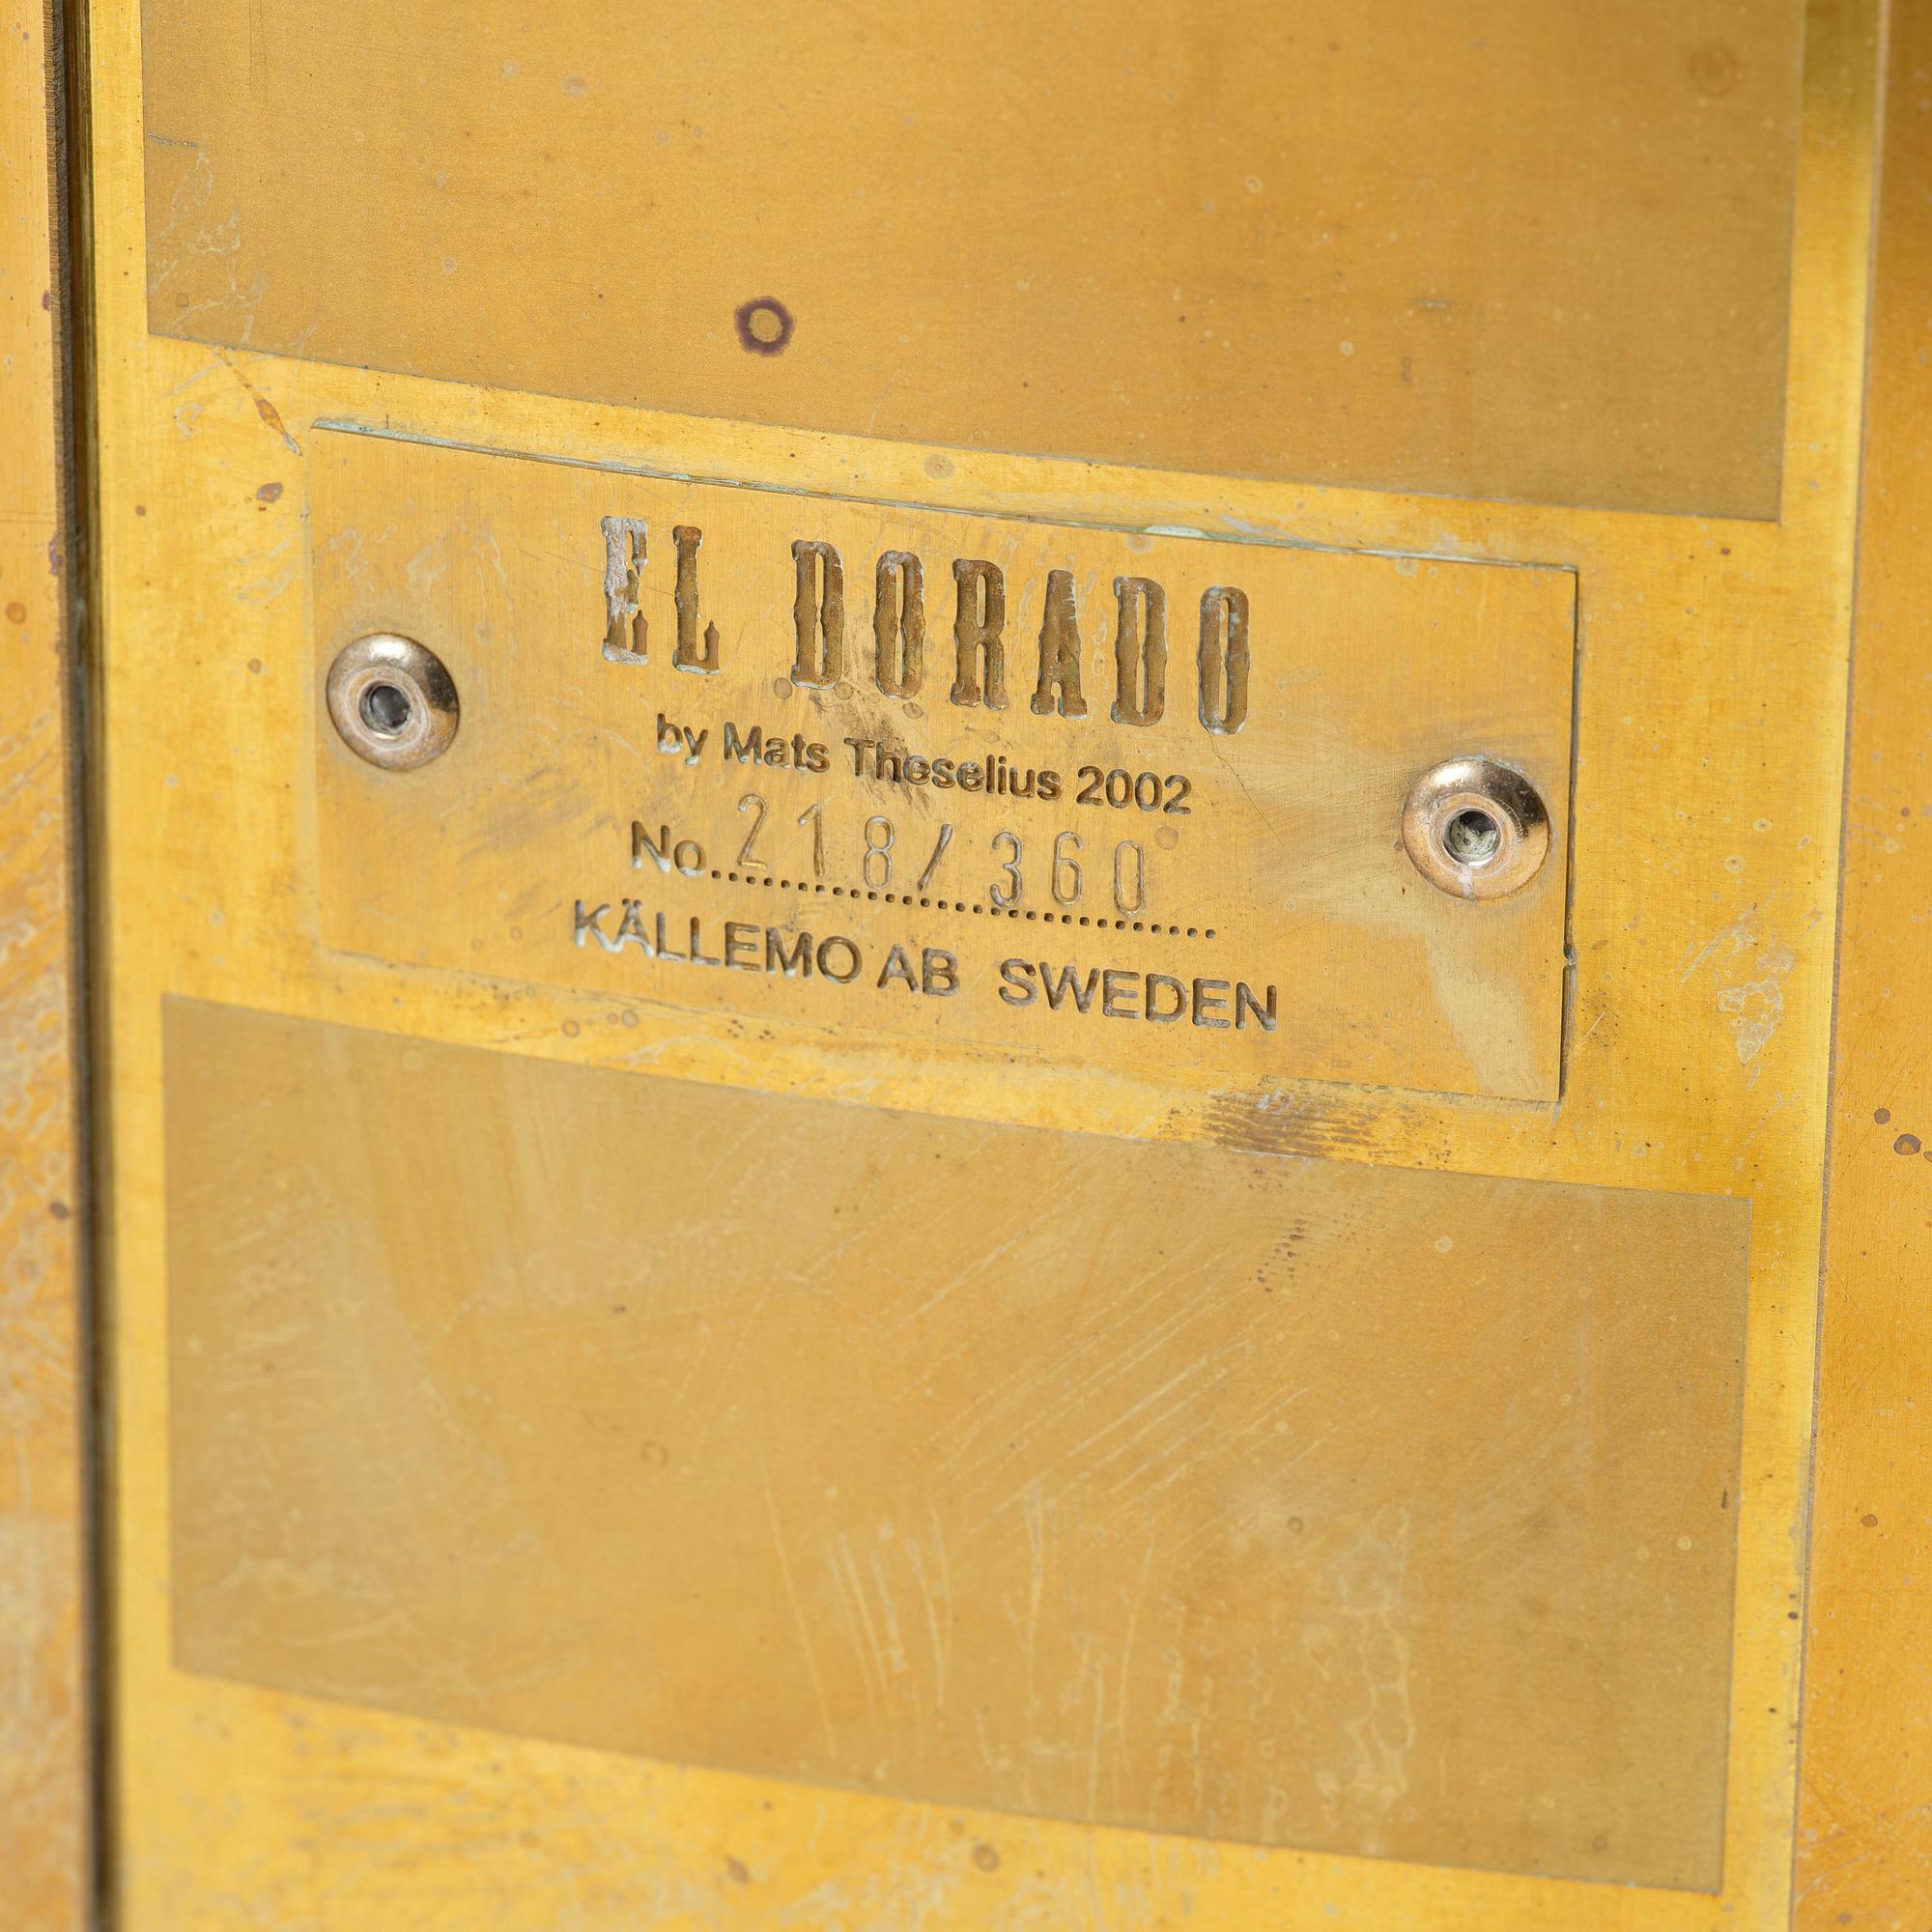 EL DORADO
by Mats Theselius 2002
No. 218/360
KÄLLEMO AB SWEDEN